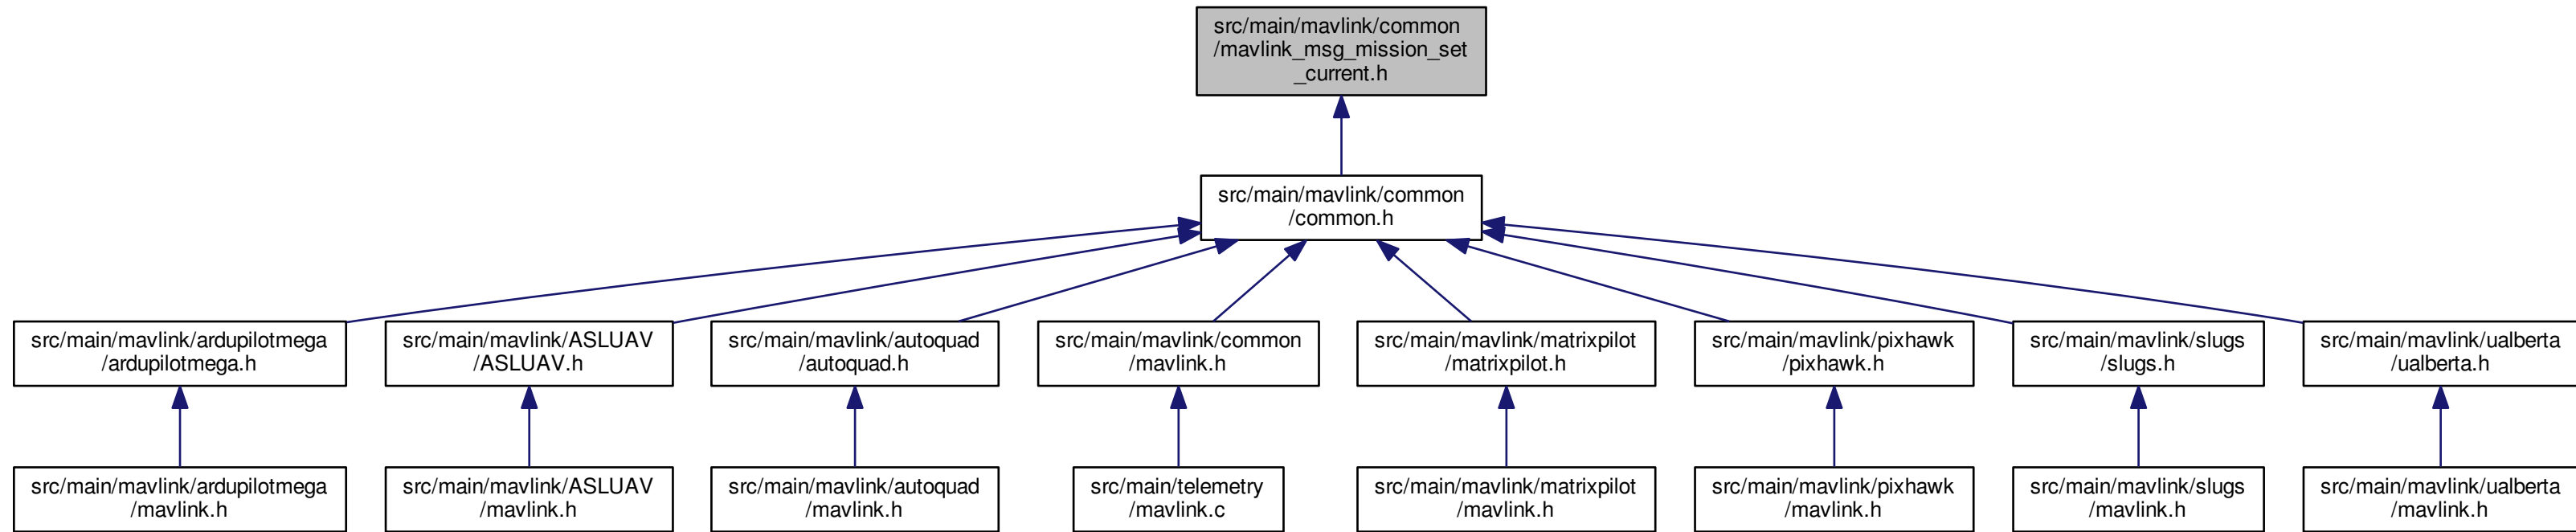 src/main/mavlink/common
/mavlink_msg_mission_set
_current.h
src/main/mavlink/common
/common.h
src/main/mavlink/ardupilotmega
/ardupilotmega.h
src/main/mavlink/ASLUAV
/ASLUAV.h
src/main/mavlink/autoquad
/autoquad.h
src/main/mavlink/common
/mavlink.h
src/main/mavlink/matrixpilot
/matrixpilot.h
src/main/mavlink/pixhawk
/pixhawk.h
src/main/mavlink/slugs
/slugs.h
src/main/mavlink/ualberta
/ualberta.h
src/main/mavlink/ardupilotmega
/mavlink.h
src/main/mavlink/ASLUAV
/mavlink.h
src/main/mavlink/autoquad
/mavlink.h
src/main/telemetry
/mavlink.c
src/main/mavlink/matrixpilot
/mavlink.h
src/main/mavlink/pixhawk
/mavlink.h
src/main/mavlink/slugs
/mavlink.h
src/main/mavlink/ualberta
/mavlink.h